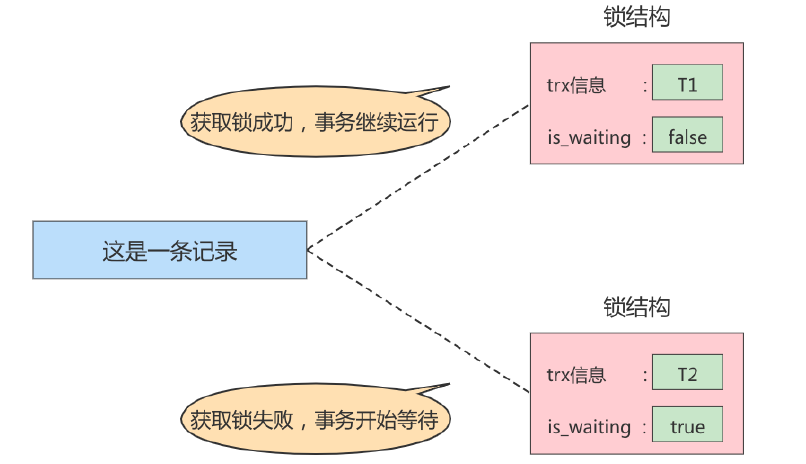 锁结构
trx信息 : T1
is_waiting : false
获取锁成功，事务继续运行
这是一条记录
锁结构
trx信息 : T2
is_waiting : true
获取锁失败，事务开始等待